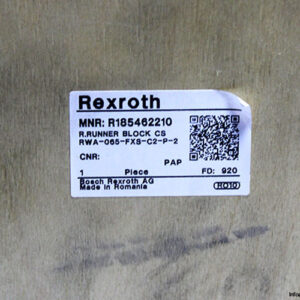 Rexroth
MNR: R185462210
R.RUNNER BLOCK CS
RWA-065-FXS-C2-P-2
CNR:
PAP
1 Piece FD: 920
Bosch Rexroth AG
Made in Romania
RO10